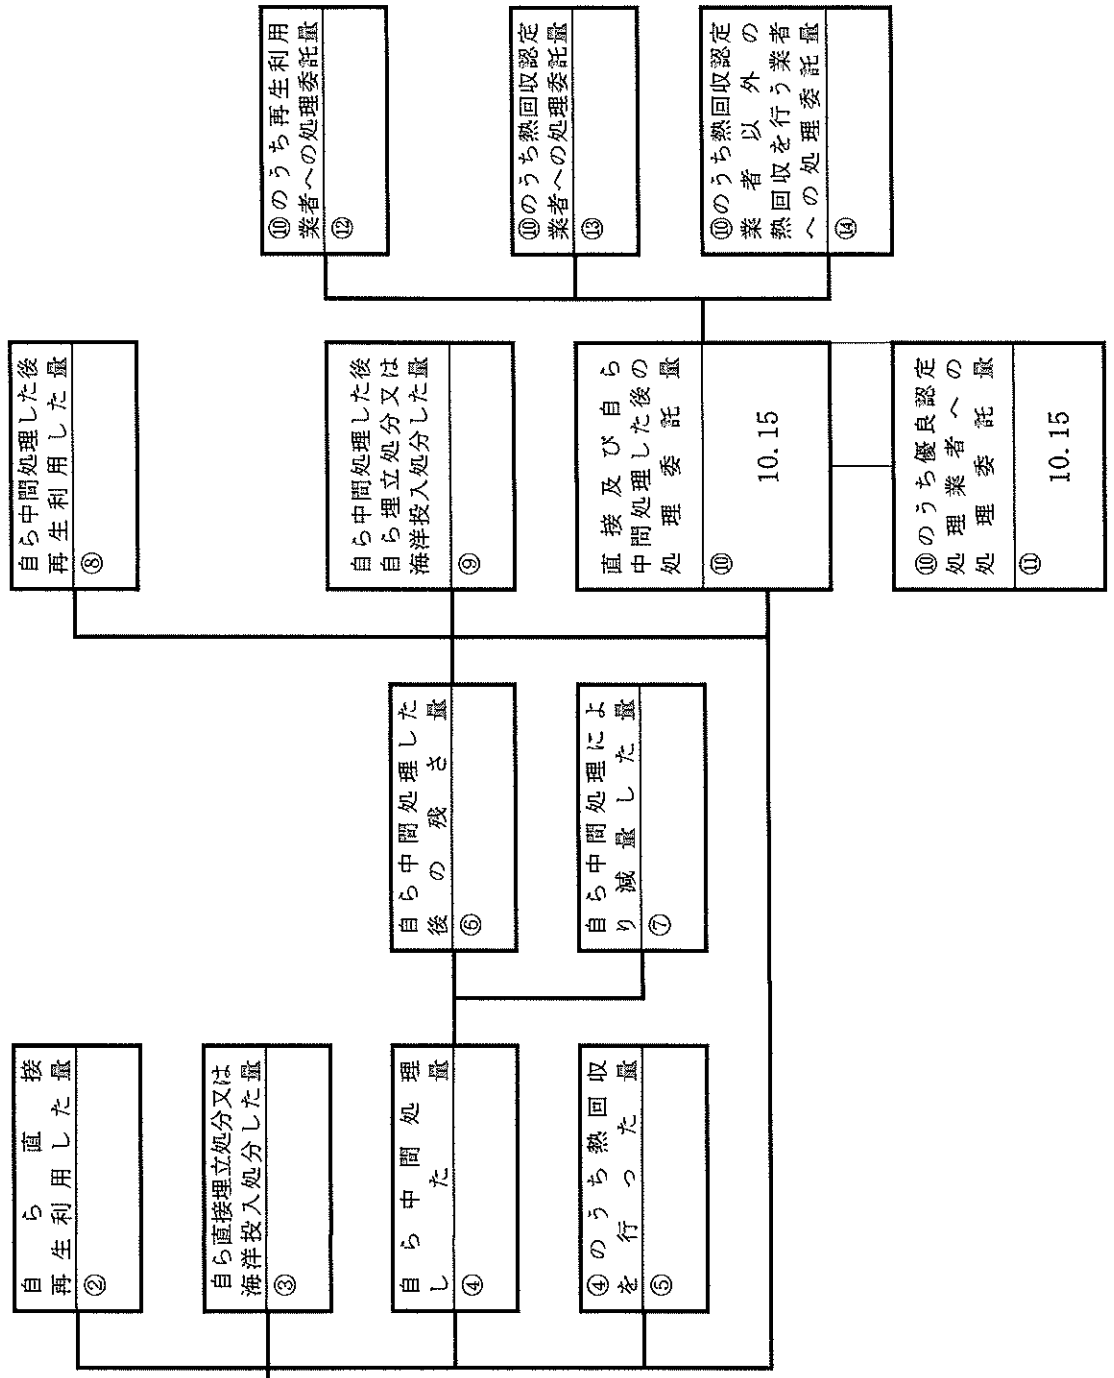 自ら直接
再生利用した量
②
自ら直接埋立処分又は
海洋投入処分した量
③
自ら中間処理
した量
④
④のうち熱回収
を行った量
⑤
自ら中間処理した
後の残さ量
⑥
自ら中間処理によ
り減量した量
⑦
自ら中間処理した後
再生利用した量
⑧
自ら中間処理した後
自ら埋立処分又は
海洋投入処分した量
⑨
直接及び自ら
中間処理した後の
処理委託量
⑩
10.15
⑩のうち優良認定
処理業者への
処理委託量
⑪
10.15
⑩のうち再生利用
業者への処理委託量
⑫
⑩のうち熱回収認定
業者への処理委託量
⑬
⑩のうち熱回収認定
業者以外の
熱回収を行う業者
への処理委託量
⑭